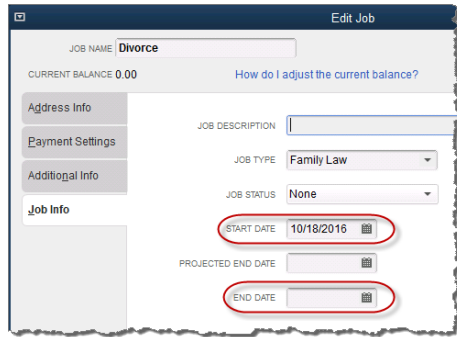 Edit Job
JOB NAME Divorce
CURRENT BALANCE 0.00 How do I adjust the current balance?
Address Info
Payment Settings
Additional Info
Job Info
JOB DESCRIPTION
JOB TYPE Family Law
JOB STATUS None
START DATE 10/18/2016
PROJECTED END DATE
END DATE